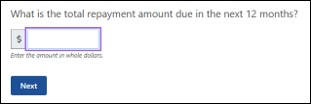 What is the total repayment amount due in the next 12 months?
$
Enter the amount in whole dollars.
Next